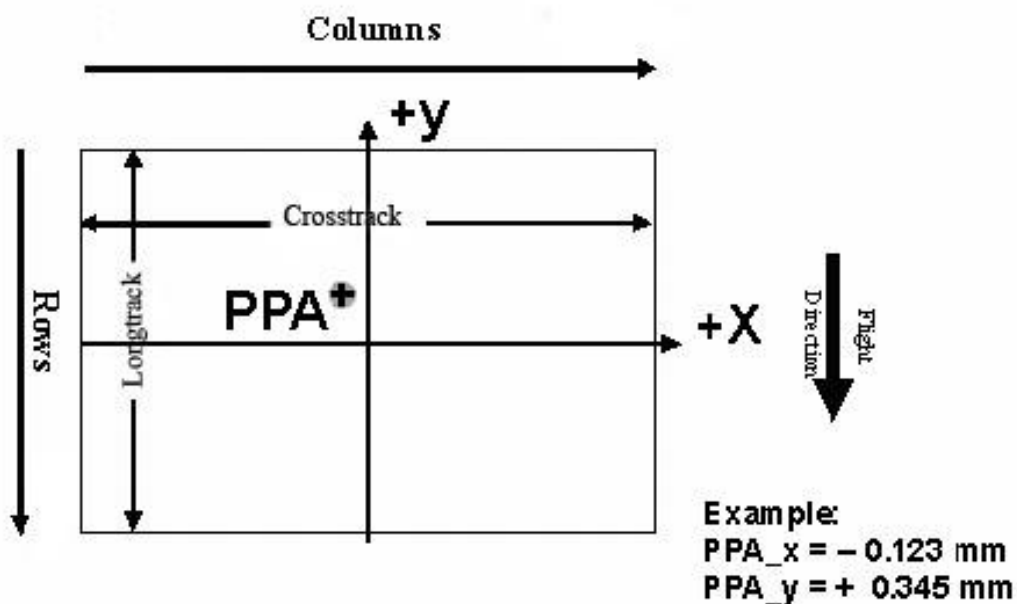 Columns
+y
Crosstrack
Longtrack
Rows
PPA
+X
Flight
Direction
Example:
PPA_x = – 0.123 mm
PPA_y = + 0.345 mm